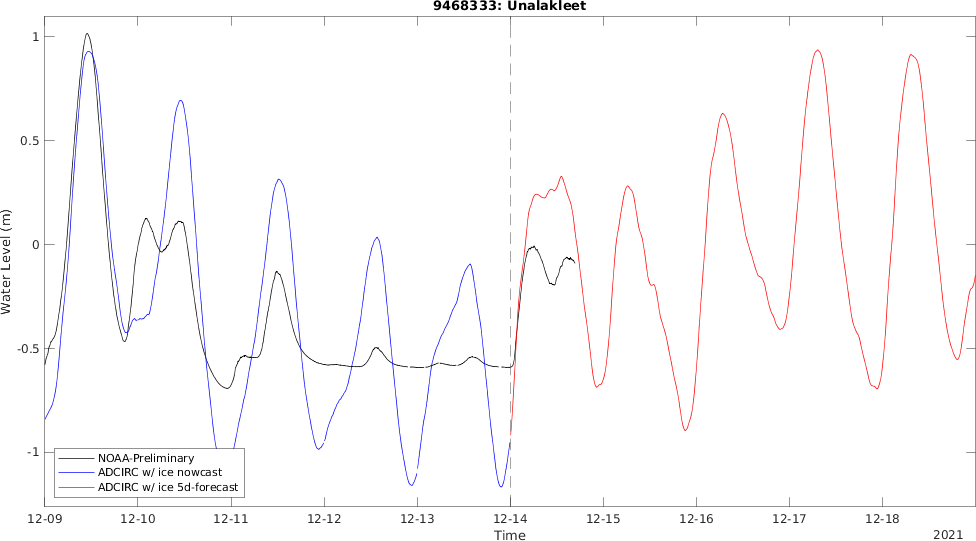 9468333: Unalakleet
Water Level (m)
1
0.5
0
-0.5
-1
NOAA-Preliminary
ADCIRC w/ ice nowcast
ADCIRC w/ ice 5d-forecast
12-09 12-10 12-11 12-12 12-13 12-14 12-15 12-16 12-17 12-18
Time
2021